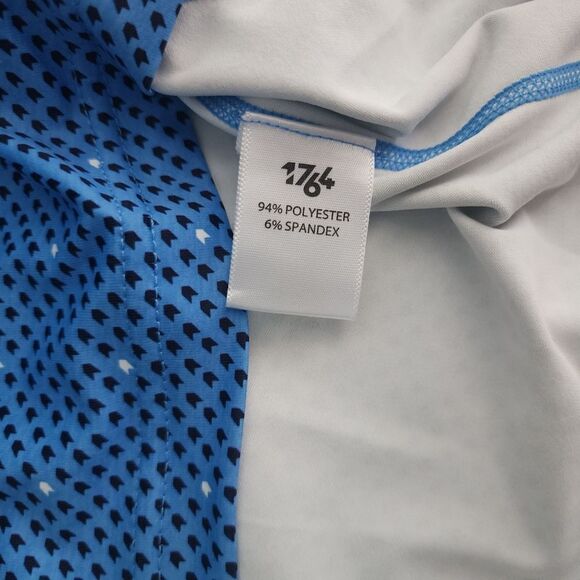 1764
94% POLYESTER
6% SPANDEX